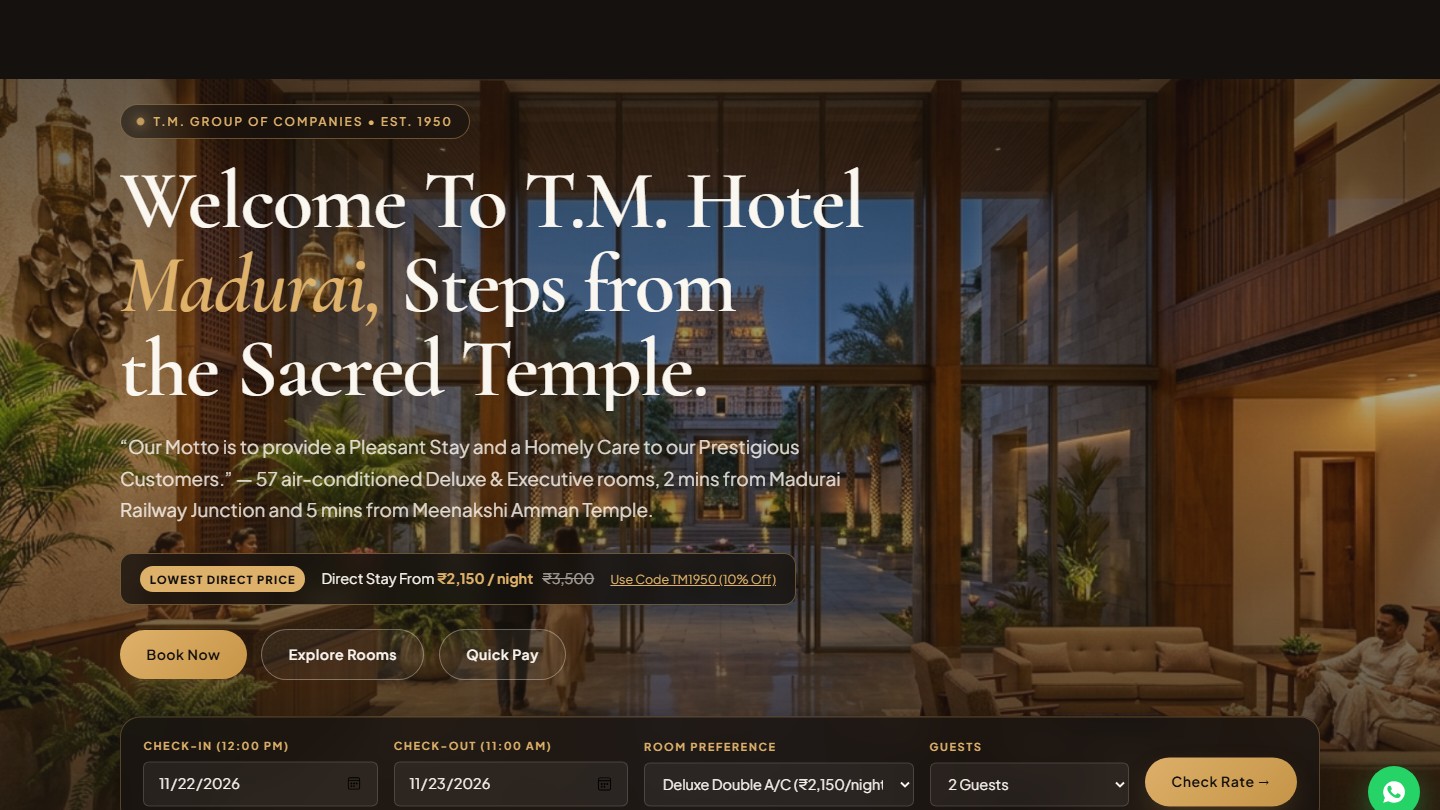 T.M. GROUP OF COMPANIES • EST. 1950
Welcome To T.M. Hotel
Madurai, Steps from
the Sacred Temple.
“Our Motto is to provide a Pleasant Stay and a Homely Care to our Prestigious
Customers.” — 57 air-conditioned Deluxe & Executive rooms, 2 mins from Madurai
Railway Junction and 5 mins from Meenakshi Amman Temple.
LOWEST DIRECT PRICE Direct Stay From ₹2,150 / night ₹3,500 Use Code TM1950 (10% Off)
Book Now Explore Rooms Quick Pay
CHECK-IN (12:00 PM) CHECK-OUT (11:00 AM) ROOM PREFERENCE GUESTS
11/22/2026 11/23/2026 Deluxe Double A/C (₹2,150/night 2 Guests Check Rate →